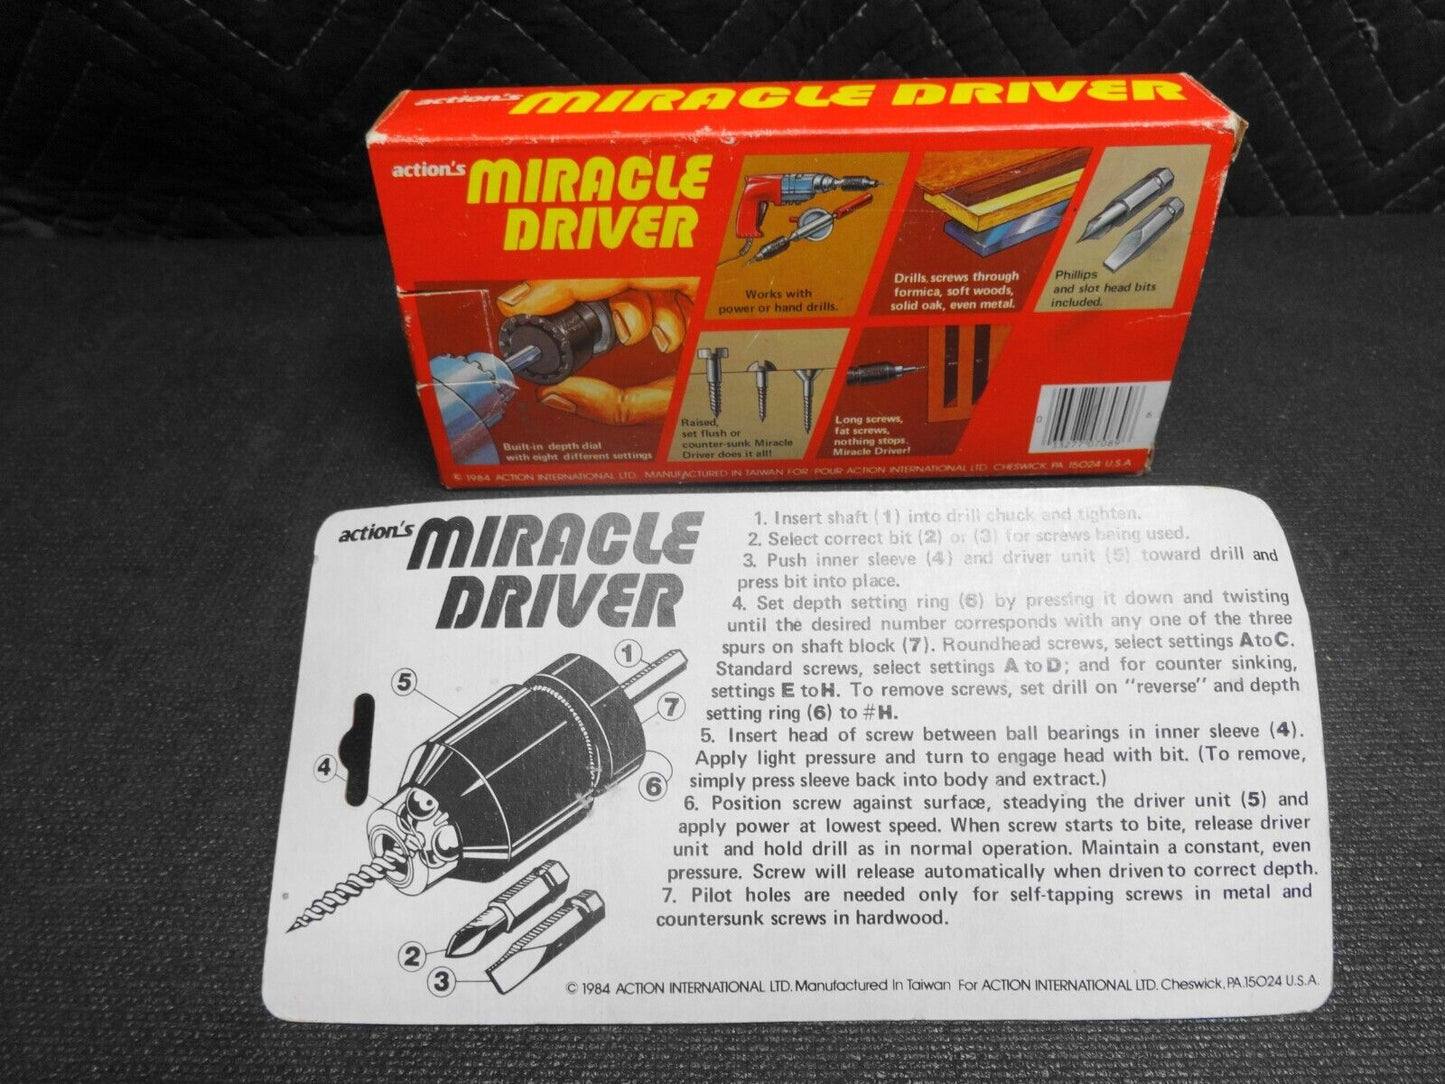 action's MIRACLE DRIVER
action's MIRACLE
DRIVER
Works with
power or hand drills.
Drills, screws through
formica, soft woods,
solid oak, even metal.
Phillips
and slot head bits
included.
Built-in depth dial
with eight different settings
Raised,
set flush or
counter-sunk Miracle
Driver does it all!
Long screws,
fat screws,
nothing stops
Miracle Driver!
0
6
© 1984 ACTION INTERNATIONAL LTD. MANUFACTURED IN TAIWAN FOR · POUR ACTION INTERNATIONAL LTD. CHESWICK, PA. 15024 U.S.A.
action's MIRACLE
DRIVER
1. Insert shaft (1) into drill chuck and tighten.
2. Select correct bit (2) or (3) for screws being used.
3. Push inner sleeve (4) and driver unit (5) toward drill and
press bit into place.
4. Set depth setting ring (6) by pressing it down and twisting
until the desired number corresponds with any one of the three
spurs on shaft block (7). Roundhead screws, select settings A to C.
Standard screws, select settings A to D; and for counter sinking,
settings E to H. To remove screws, set drill on "reverse" and depth
setting ring (6) to #H.
5. Insert head of screw between ball bearings in inner sleeve (4).
Apply light pressure and turn to engage head with bit. (To remove,
simply press sleeve back into body and extract.)
6. Position screw against surface, steadying the driver unit (5) and
apply power at lowest speed. When screw starts to bite, release driver
unit and hold drill as in normal operation. Maintain a constant, even
pressure. Screw will release automatically when driven to correct depth.
7. Pilot holes are needed only for self-tapping screws in metal and
countersunk screws in hardwood.
1
5
7
4
6
2
3
© 1984 ACTION INTERNATIONAL LTD. Manufactured In Taiwan For ACTION INTERNATIONAL LTD. Cheswick, PA.15024 U.S.A.